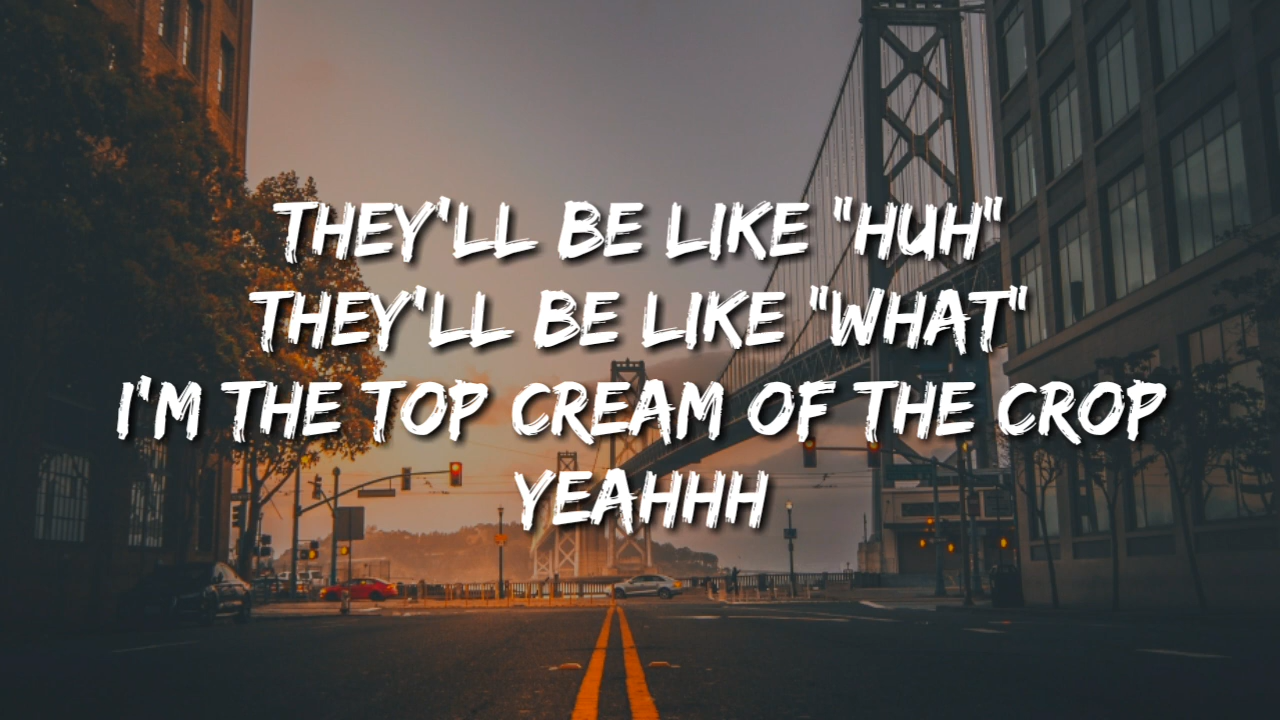 THEY'LL BE LIKE "HUH"
THEY'LL BE LIKE "WHAT"
I'M THE TOP CREAM OF THE CROP
YEAHHH